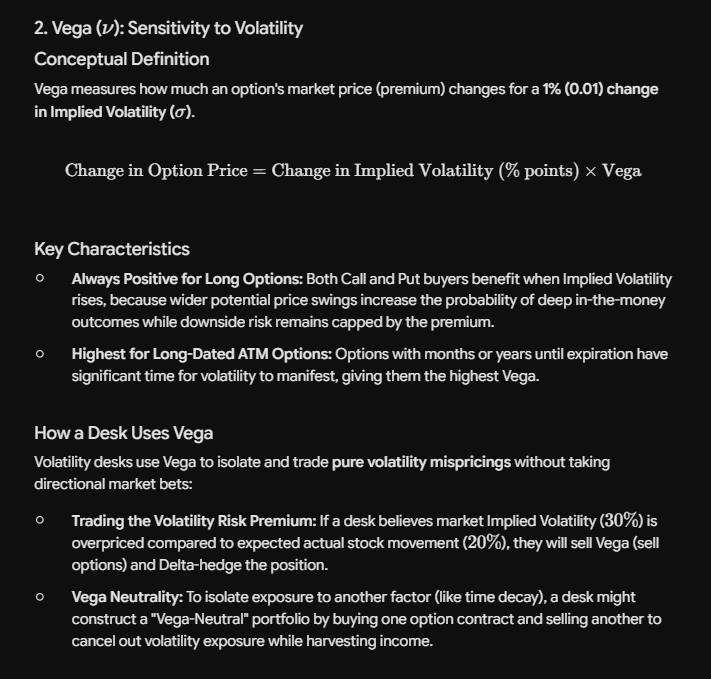 2. Vega (ν): Sensitivity to Volatility
Conceptual Definition
Vega measures how much an option's market price (premium) changes for a 1% (0.01) change
in Implied Volatility (σ).
Change in Option Price = Change in Implied Volatility (% points) × Vega
Key Characteristics
Always Positive for Long Options: Both Call and Put buyers benefit when Implied Volatility
rises, because wider potential price swings increase the probability of deep in-the-money
outcomes while downside risk remains capped by the premium.
Highest for Long-Dated ATM Options: Options with months or years until expiration have
significant time for volatility to manifest, giving them the highest Vega.
How a Desk Uses Vega
Volatility desks use Vega to isolate and trade pure volatility mispricings without taking
directional market bets:
Trading the Volatility Risk Premium: If a desk believes market Implied Volatility (30%) is
overpriced compared to expected actual stock movement (20%), they will sell Vega (sell
options) and Delta-hedge the position.
Vega Neutrality: To isolate exposure to another factor (like time decay), a desk might
construct a "Vega-Neutral" portfolio by buying one option contract and selling another to
cancel out volatility exposure while harvesting income.